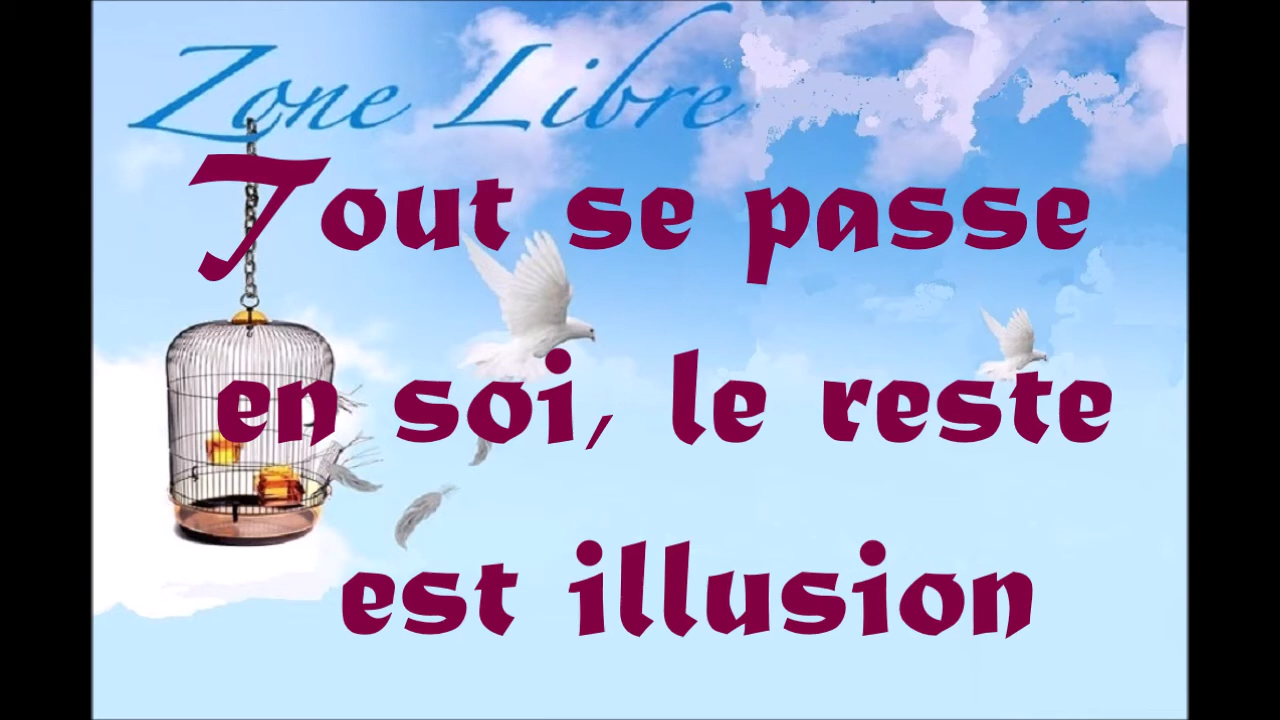 Zone Libre
Tout se passe
en soi, le reste
est illusion